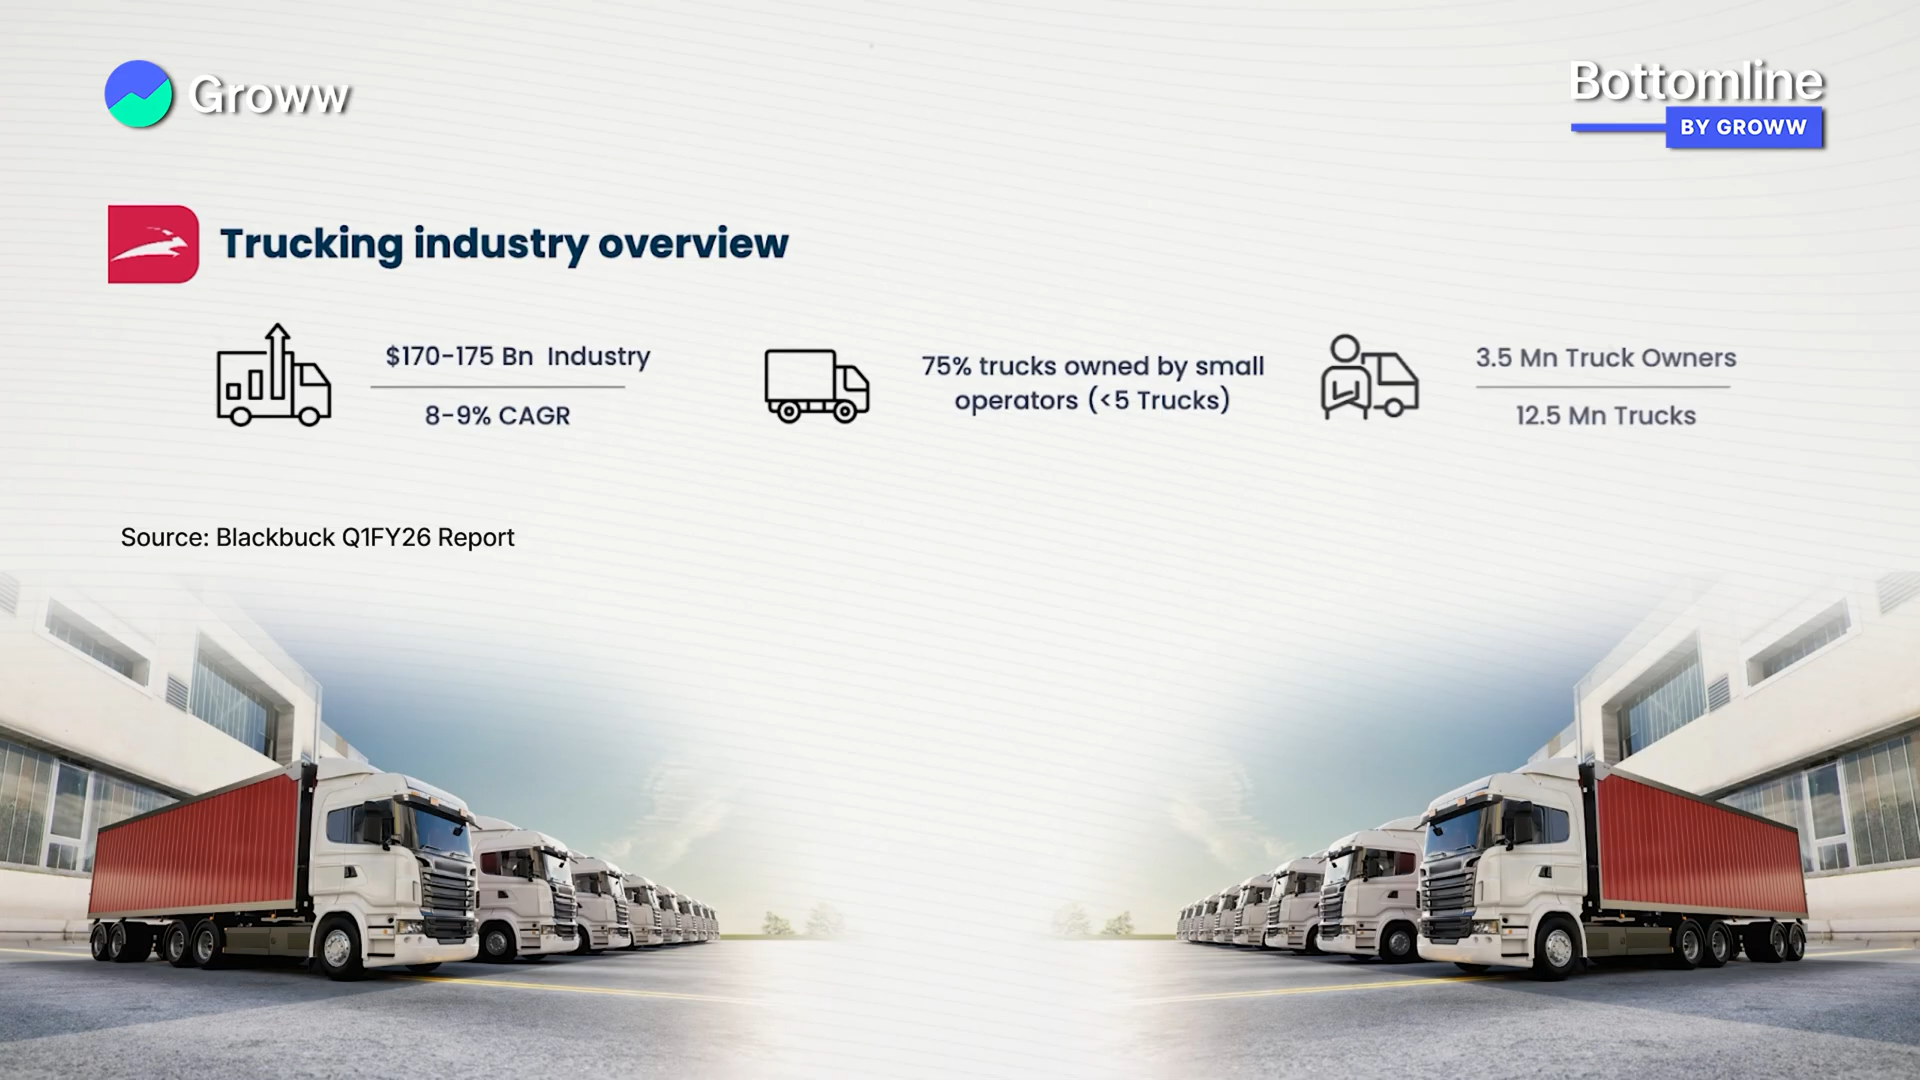 Groww
Bottomline
BY GROWW
Trucking industry overview
$170-175 Bn Industry
8-9% CAGR
75% trucks owned by small
operators (<5 Trucks)
3.5 Mn Truck Owners
12.5 Mn Trucks
Source: Blackbuck Q1FY26 Report